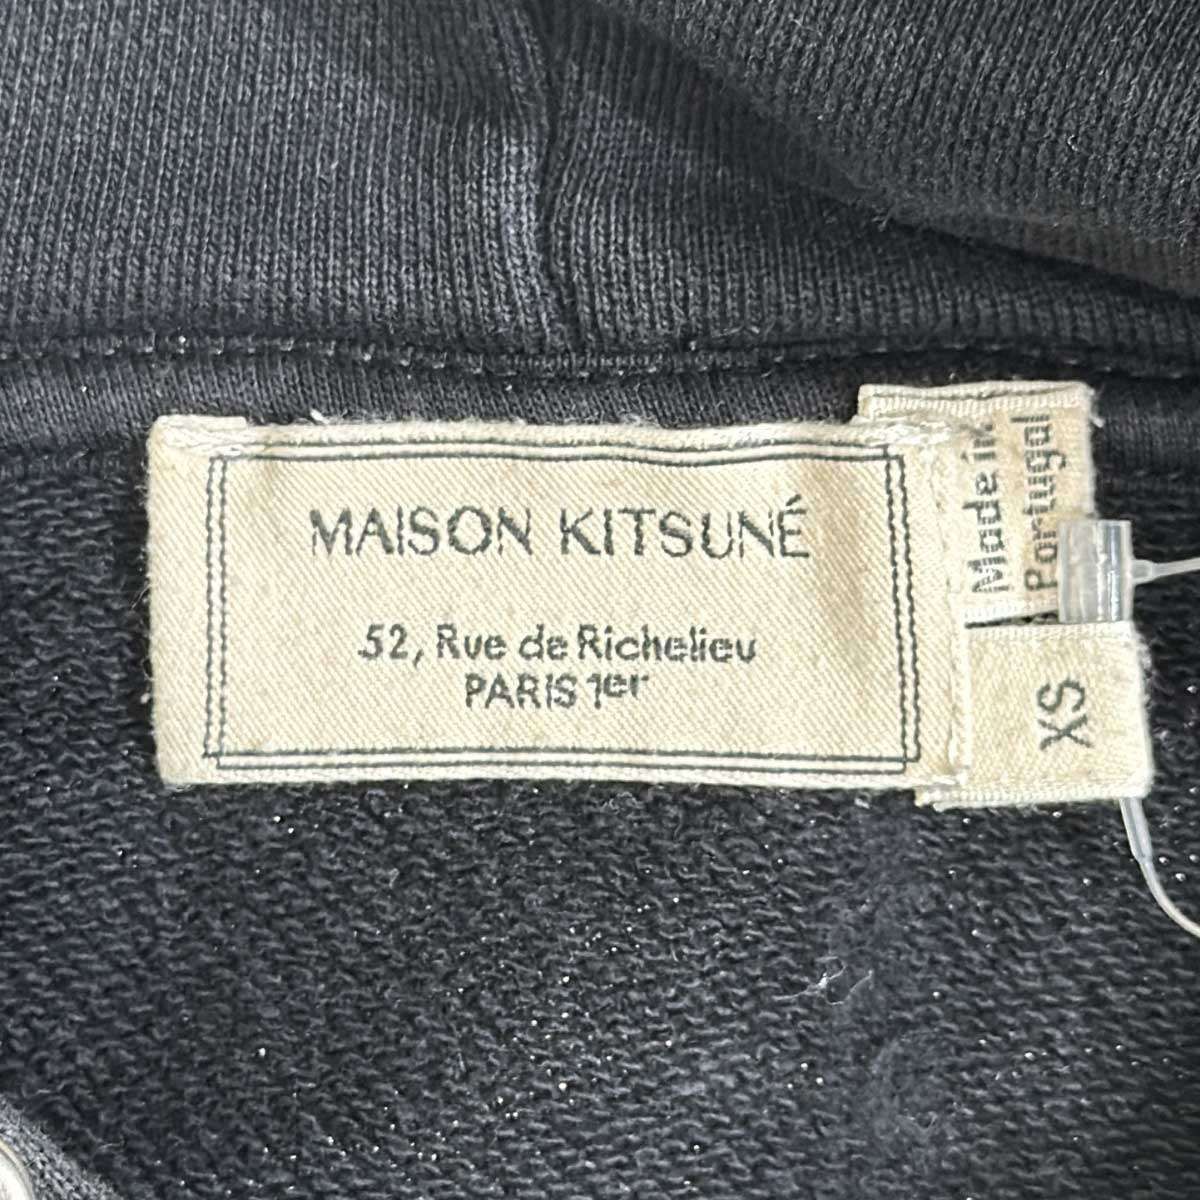 MAISON KITSUNÉ
52, Rue de Richelieu
PARIS 1er
Made in
Portugal
XS